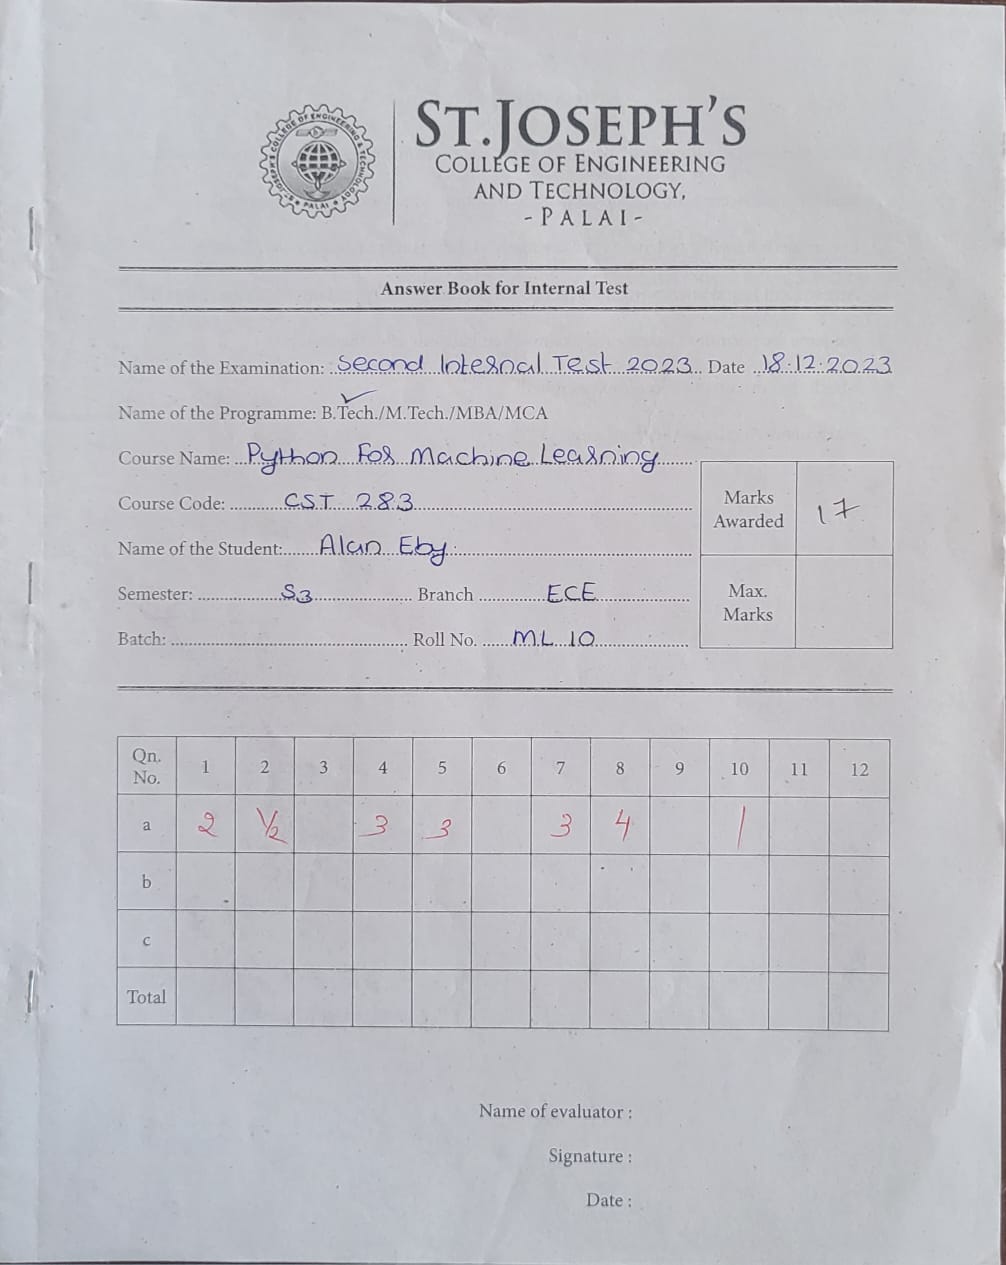 ST.JOSEPH'S
COLLEGE OF ENGINEERING
AND TECHNOLOGY,
- PALAI -
Answer Book for Internal Test
Name of the Examination: Second Internal Test 2023 Date 18.12.2023
Name of the Programme: B.Tech./M.Tech./MBA/MCA
Course Name: Python For Machine Learning
Course Code: CST 283
Marks Awarded 17
Name of the Student: Alan Eby
Semester: S3 Branch ECE
Max. Marks
Batch: Roll No. ML 10
Qn. No. 1 2 3 4 5 6 7 8 9 10 11 12
a 2 1/2 3 3 3 4 1
b
c
Total
Name of evaluator :
Signature :
Date :